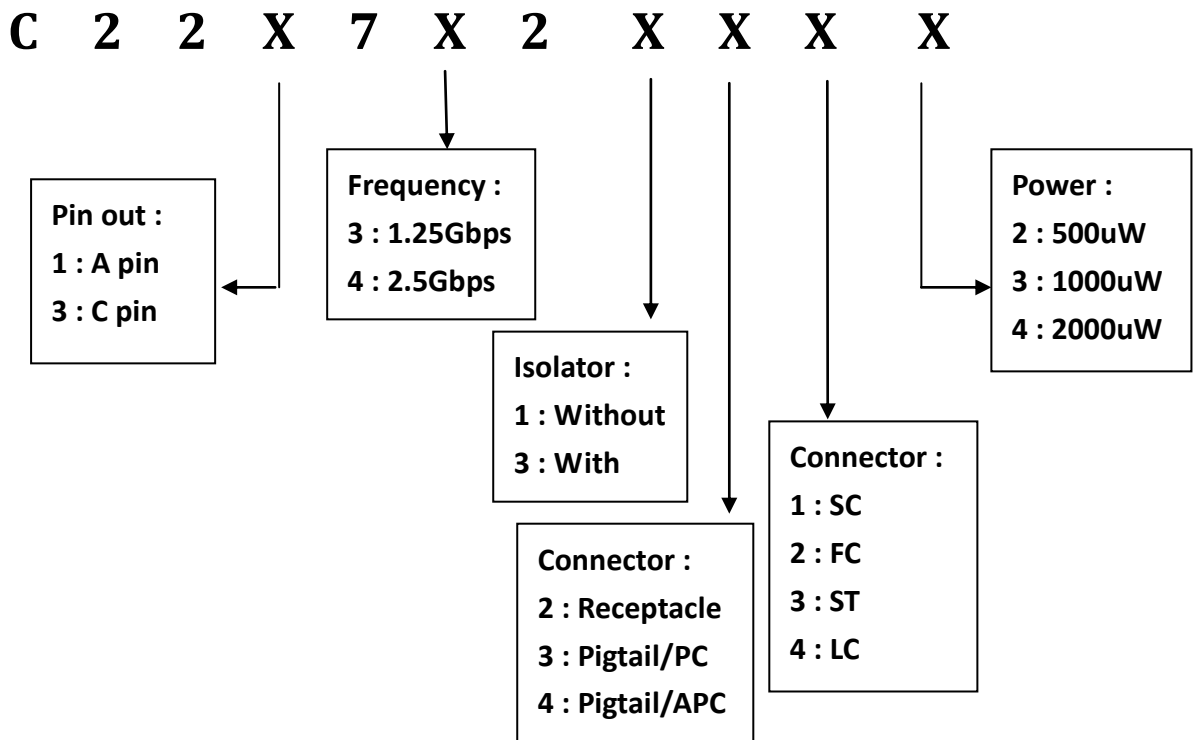 C 2 2 X 7 X 2 X X X X
Pin out :
1 : A pin
3 : C pin
Frequency :
3 : 1.25Gbps
4 : 2.5Gbps
Isolator :
1 : Without
3 : With
Connector :
2 : Receptacle
3 : Pigtail/PC
4 : Pigtail/APC
Connector :
1 : SC
2 : FC
3 : ST
4 : LC
Power :
2 : 500uW
3 : 1000uW
4 : 2000uW